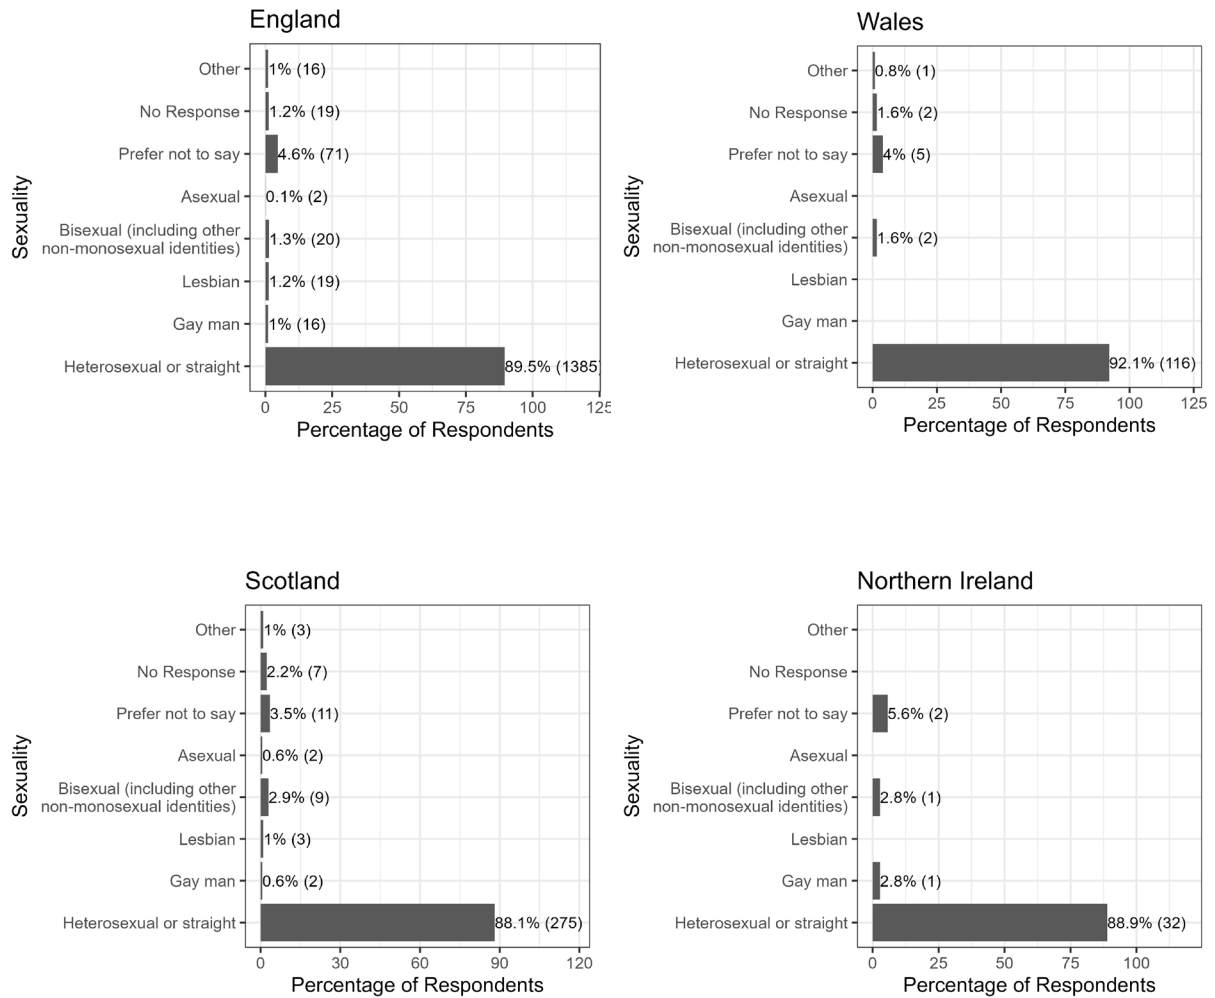 England
Other
1% (16)
No Response
1.2% (19)
Prefer not to say
4.6% (71)
Asexual
0.1% (2)
Bisexual (including other
non-monosexual identities)
1.3% (20)
Lesbian
1.2% (19)
Gay man
1% (16)
Heterosexual or straight
89.5% (1385)
0 25 50 75 100 125
Percentage of Respondents
Sexuality
Wales
Other
0.8% (1)
No Response
1.6% (2)
Prefer not to say
4% (5)
Asexual
Bisexual (including other
non-monosexual identities)
1.6% (2)
Lesbian
Gay man
Heterosexual or straight
92.1% (116)
0 25 50 75 100 125
Percentage of Respondents
Sexuality
Scotland
Other
1% (3)
No Response
2.2% (7)
Prefer not to say
3.5% (11)
Asexual
0.6% (2)
Bisexual (including other
non-monosexual identities)
2.9% (9)
Lesbian
1% (3)
Gay man
0.6% (2)
Heterosexual or straight
88.1% (275)
0 30 60 90 120
Percentage of Respondents
Sexuality
Northern Ireland
Other
No Response
Prefer not to say
5.6% (2)
Asexual
Bisexual (including other
non-monosexual identities)
2.8% (1)
Lesbian
Gay man
2.8% (1)
Heterosexual or straight
88.9% (32)
0 25 50 75 100
Percentage of Respondents
Sexuality